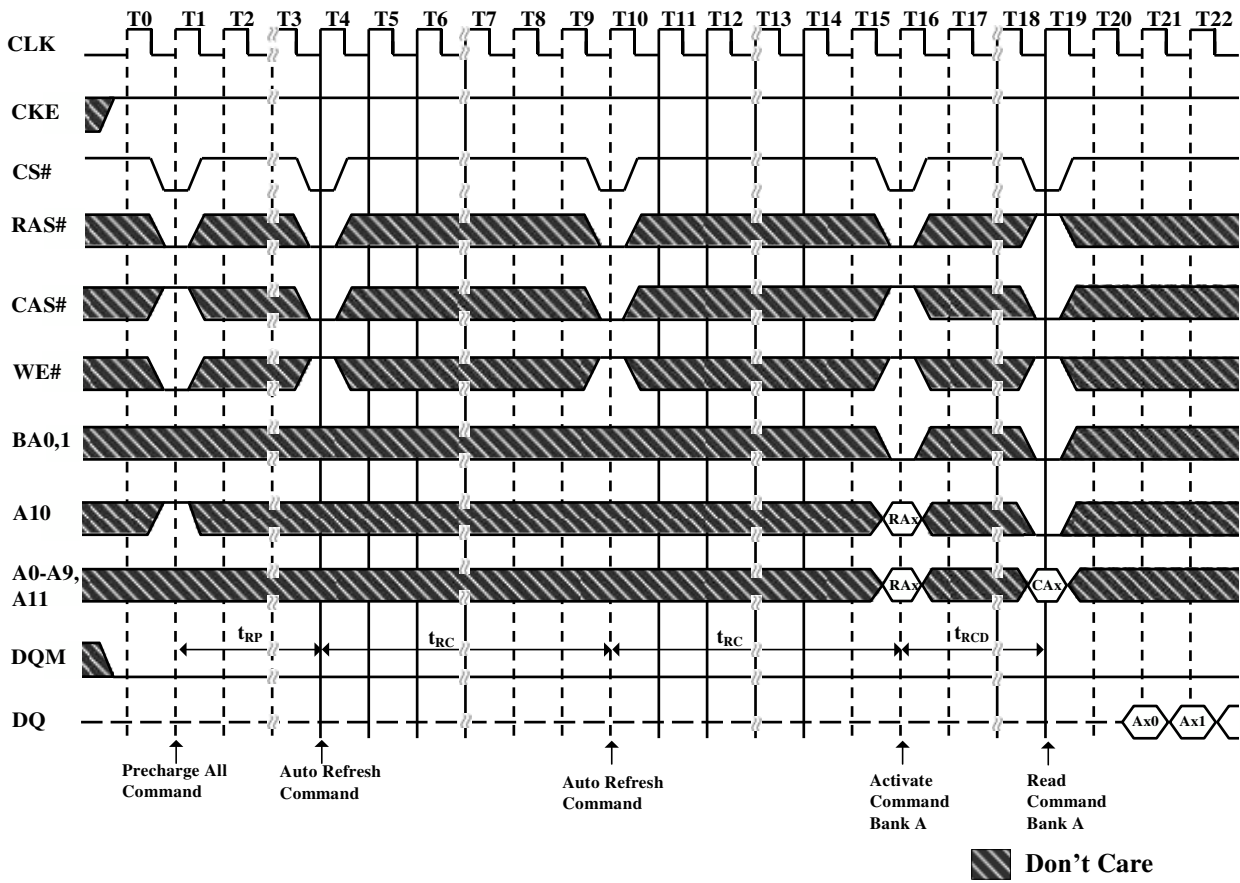 T0 T1 T2 T3 T4 T5 T6 T7 T8 T9 T10 T11 T12 T13 T14 T15 T16 T17 T18 T19 T20 T21 T22
CLK
CKE
CS#
RAS#
CAS#
WE#
BA0,1
A10
RAx
A0-A9,
A11
RAx CAx
tRP tRC tRC tRCD
DQM
DQ
Ax0 Ax1
Precharge All
Command
Auto Refresh
Command
Auto Refresh
Command
Activate
Command
Bank A
Read
Command
Bank A
Don't Care